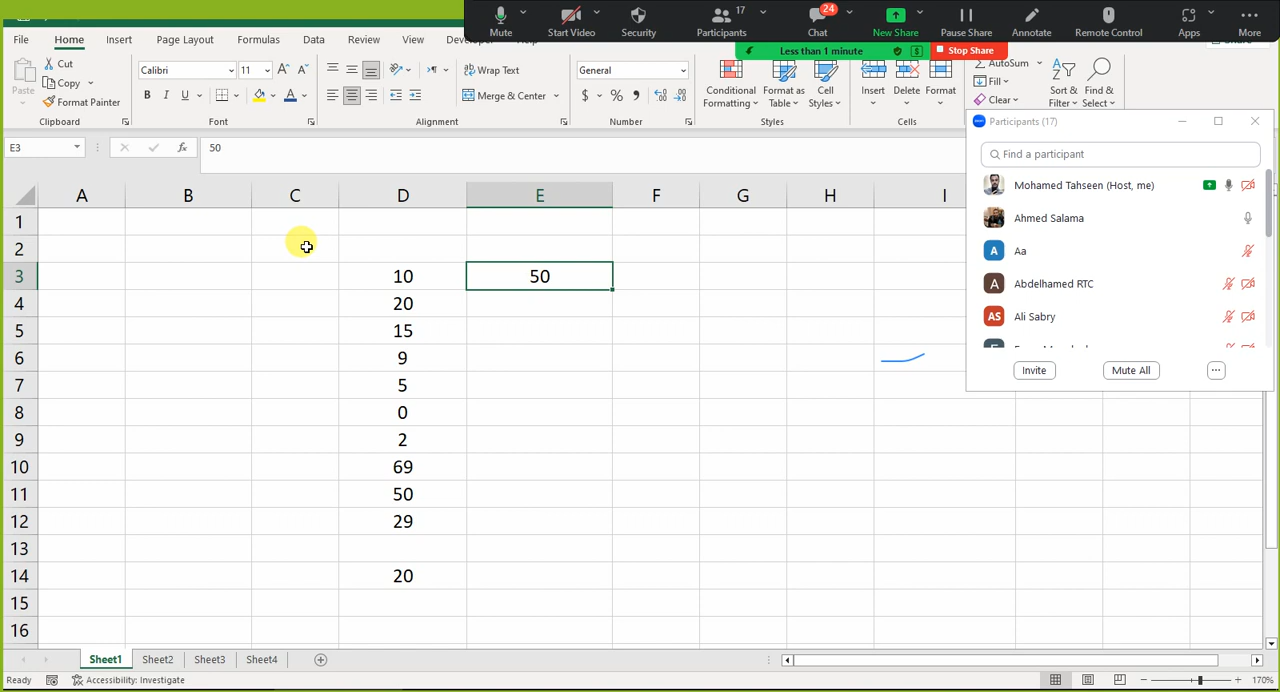 17
24
Mute
Start Video
Security
Participants
Chat
New Share
Pause Share
Annotate
Remote Control
Apps
More
Less than 1 minute
$
Stop Share
File
Home
Insert
Page Layout
Formulas
Data
Review
View
Paste
Cut
Copy
Format Painter
Calibri
11
B I U
A
Wrap Text
Merge & Center
General
$ % 9
Conditional Formatting
Format as Table
Cell Styles
Insert
Delete
Format
AutoSum
Fill
Clear
Sort & Filter
Find & Select
Clipboard
Font
Alignment
Number
Styles
Cells
E3
fx
50
A B C D E F G H I
1
2
3 10 50
4 20
5 15
6 9
7 5
8 0
9 2
10 69
11 50
12 29
13
14 20
15
16
Participants (17)
Find a participant
Mohamed Tahseen (Host, me)
Ahmed Salama
A Aa
A Abdelhamed RTC
AS Ali Sabry
Invite
Mute All
...
Sheet1
Sheet2
Sheet3
Sheet4
Ready
Accessibility: Investigate
170%